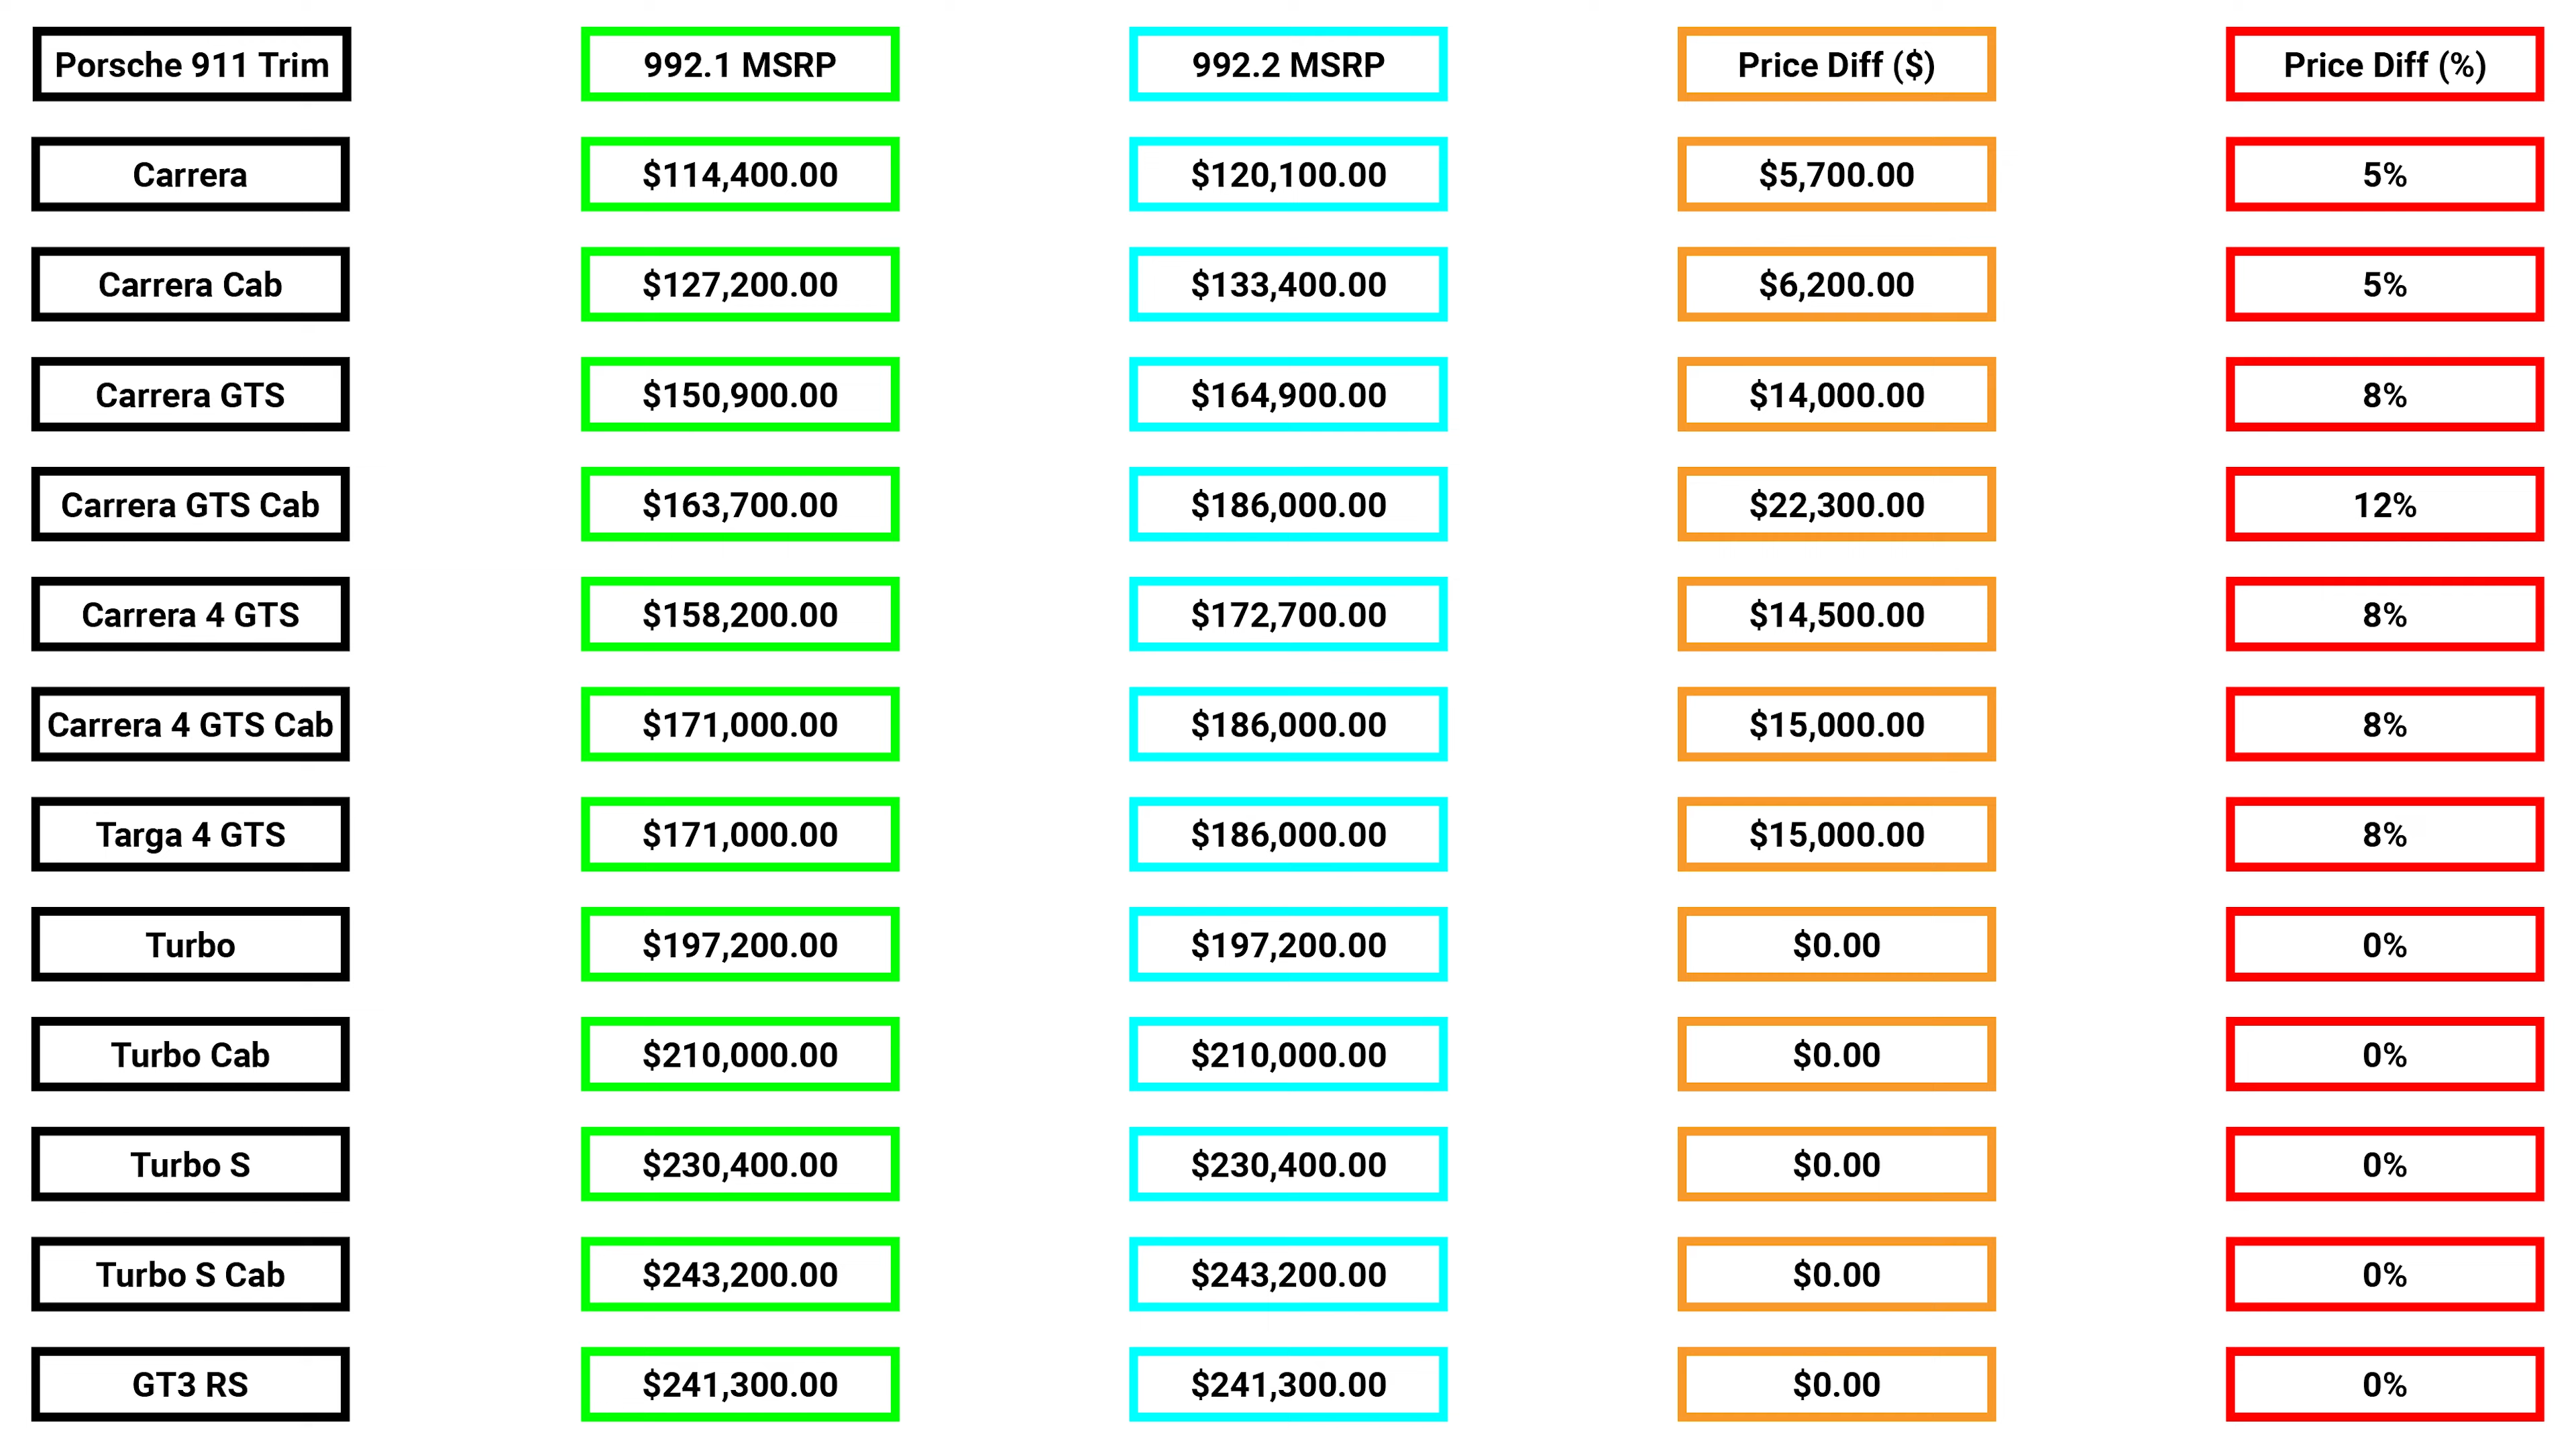 Porsche 911 Trim 992.1 MSRP 992.2 MSRP Price Diff ($) Price Diff (%)
Carrera $114,400.00 $120,100.00 $5,700.00 5%
Carrera Cab $127,200.00 $133,400.00 $6,200.00 5%
Carrera GTS $150,900.00 $164,900.00 $14,000.00 8%
Carrera GTS Cab $163,700.00 $186,000.00 $22,300.00 12%
Carrera 4 GTS $158,200.00 $172,700.00 $14,500.00 8%
Carrera 4 GTS Cab $171,000.00 $186,000.00 $15,000.00 8%
Targa 4 GTS $171,000.00 $186,000.00 $15,000.00 8%
Turbo $197,200.00 $197,200.00 $0.00 0%
Turbo Cab $210,000.00 $210,000.00 $0.00 0%
Turbo S $230,400.00 $230,400.00 $0.00 0%
Turbo S Cab $243,200.00 $243,200.00 $0.00 0%
GT3 RS $241,300.00 $241,300.00 $0.00 0%